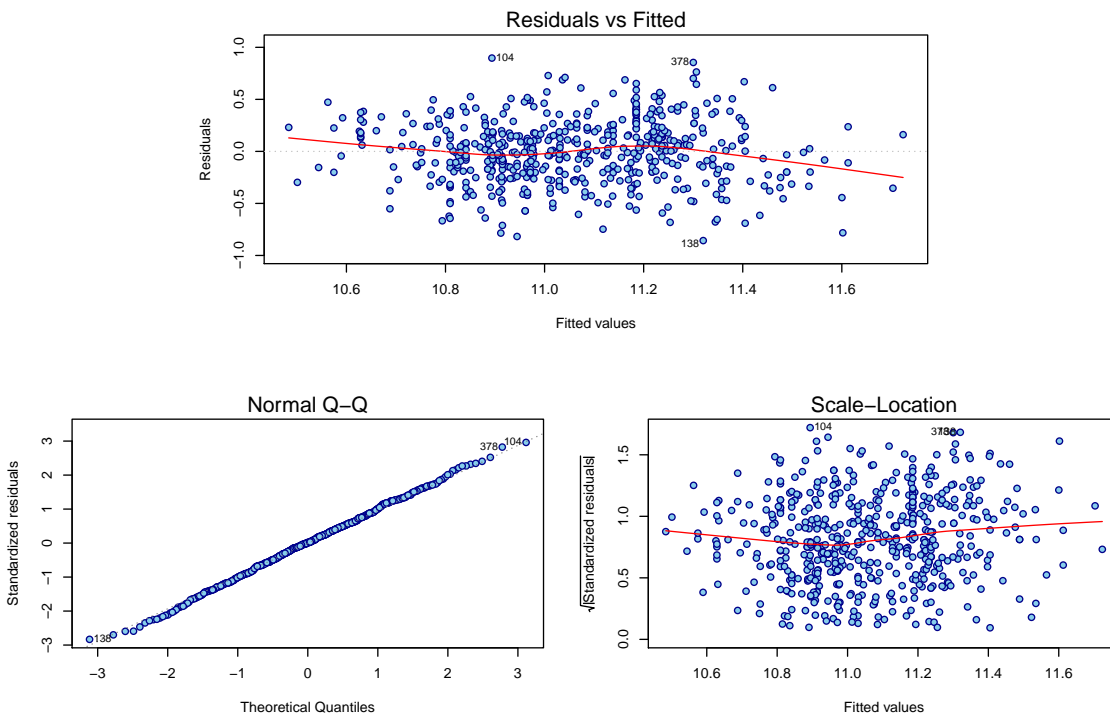 Residuals vs Fitted
1.0
0.5
0.0
−0.5
−1.0
Residuals
104
378
138
10.6 10.8 11.0 11.2 11.4 11.6
Fitted values
Normal Q−Q
3
2
1
0
−1
−2
−3
Standardized residuals
378 104
138
−3 −2 −1 0 1 2 3
Theoretical Quantiles
Scale−Location
1.5
1.0
0.5
0.0
√|Standardized residuals|
104
378
10.6 10.8 11.0 11.2 11.4 11.6
Fitted values